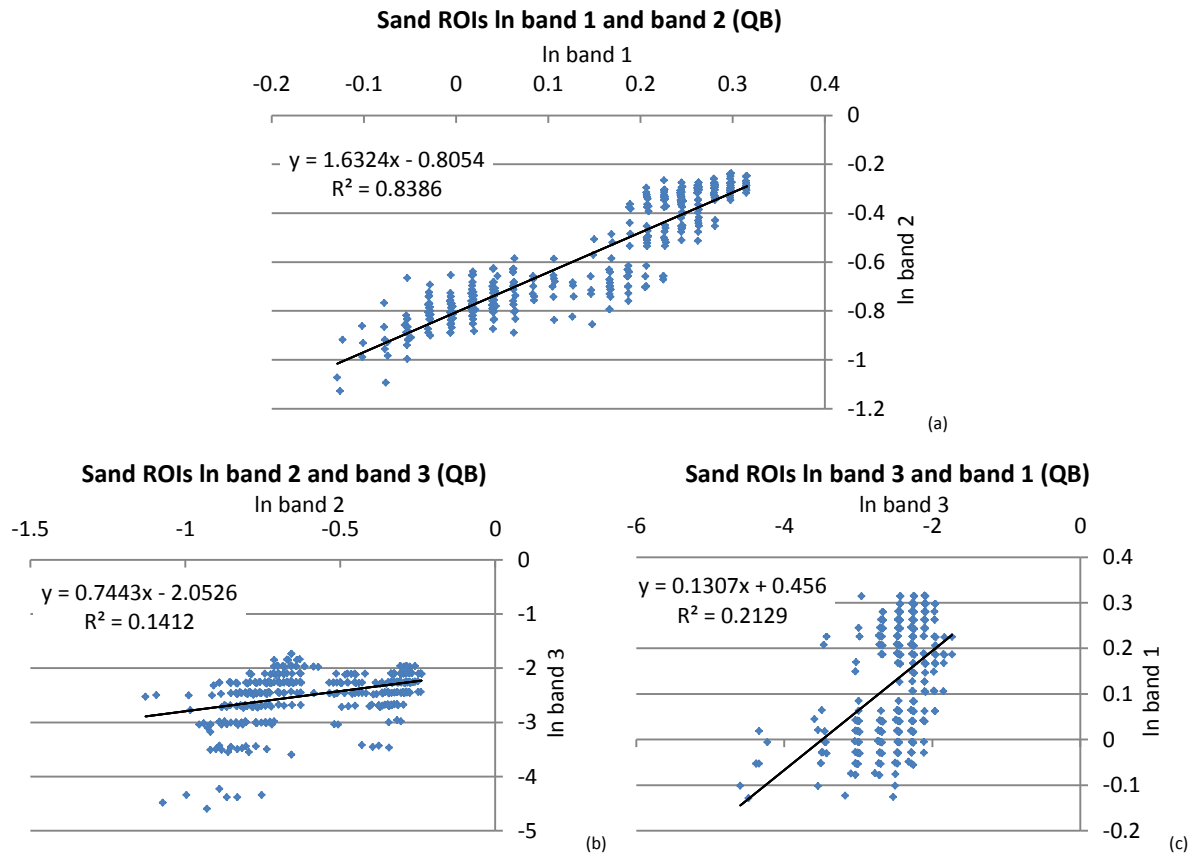 Sand ROIs ln band 1 and band 2 (QB)
ln band 1
-0.2 -0.1 0 0.1 0.2 0.3 0.4
0
-0.2
-0.4
-0.6
-0.8
-1
-1.2
ln band 2
y = 1.6324x - 0.8054
R² = 0.8386
(a)
Sand ROIs ln band 2 and band 3 (QB)
ln band 2
-1.5 -1 -0.5 0
0
-1
-2
-3
-4
-5
ln band 3
y = 0.7443x - 2.0526
R² = 0.1412
(b)
Sand ROIs ln band 3 and band 1 (QB)
ln band 3
-6 -4 -2 0
0.4
0.3
0.2
0.1
0
-0.1
-0.2
ln band 1
y = 0.1307x + 0.456
R² = 0.2129
(c)